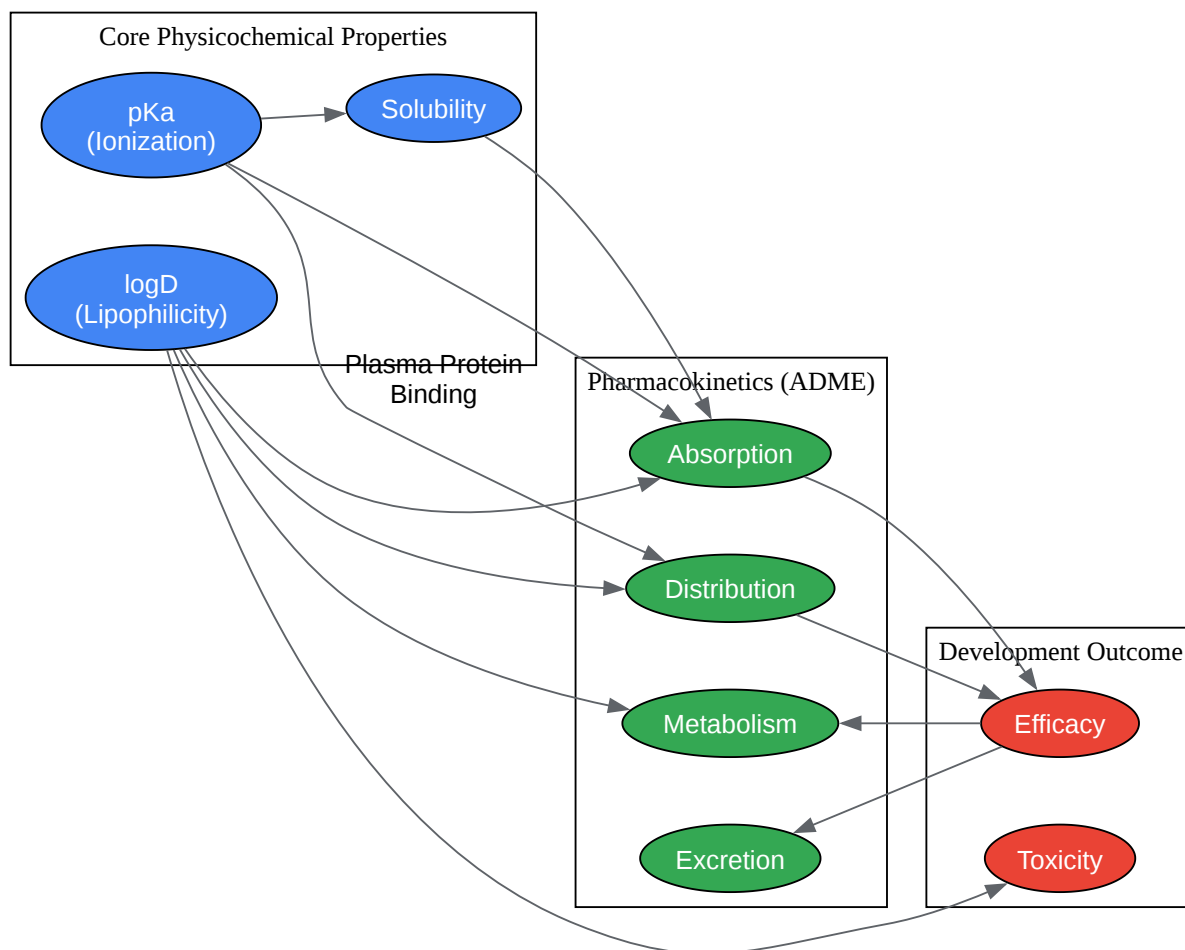 Core Physicochemical Properties
pKa
(Ionization)
Solubility
logD
(Lipophilicity)
Plasma Protein
Binding
Pharmacokinetics (ADME)
Absorption
Distribution
Metabolism
Excretion
Development Outcome
Efficacy
Toxicity